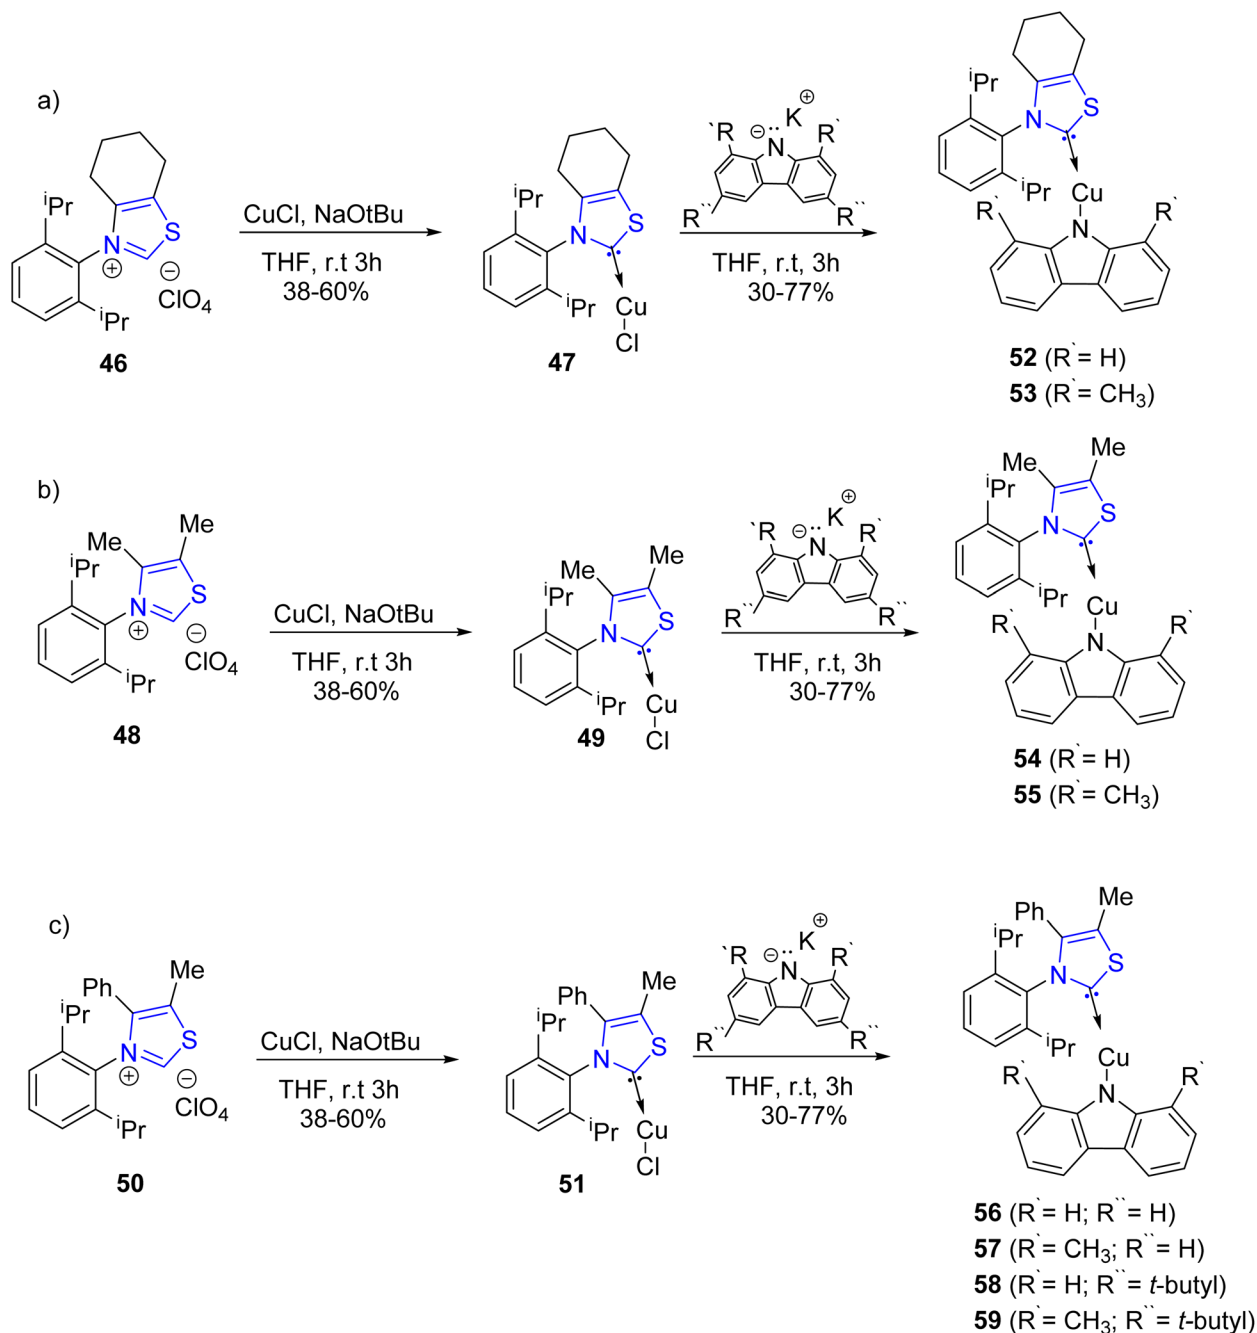 a)
iPr
N
⊕
S
iPr
⊖
ClO4
46
CuCl, NaOtBu
THF, r.t 3h
38-60%
iPr
N
S
iPr
Cu
Cl
47
K⊕
⊖
N
`R
R`
R``
R``
THF, r.t, 3h
30-77%
iPr
N
S
iPr
Cu
N
R`
R`
52 (R`= H)
53 (R`= CH3)
b)
Me
Me
iPr
N
⊕
S
iPr
⊖
ClO4
48
CuCl, NaOtBu
THF, r.t 3h
38-60%
Me
Me
iPr
N
S
iPr
Cu
Cl
49
K⊕
⊖
N
`R
R`
R``
R``
THF, r.t, 3h
30-77%
Me
Me
iPr
N
S
iPr
Cu
N
R`
R`
54 (R`= H)
55 (R`= CH3)
c)
Ph
Me
iPr
N
⊕
S
iPr
⊖
ClO4
50
CuCl, NaOtBu
THF, r.t 3h
38-60%
Ph
Me
iPr
N
S
iPr
Cu
Cl
51
K⊕
⊖
N
`R
R`
R``
R``
THF, r.t, 3h
30-77%
Ph
Me
iPr
N
S
iPr
Cu
N
R`
R`
56 (R`= H; R``= H)
57 (R`= CH3; R``= H)
58 (R`= H; R``= t-butyl)
59 (R`= CH3; R``= t-butyl)